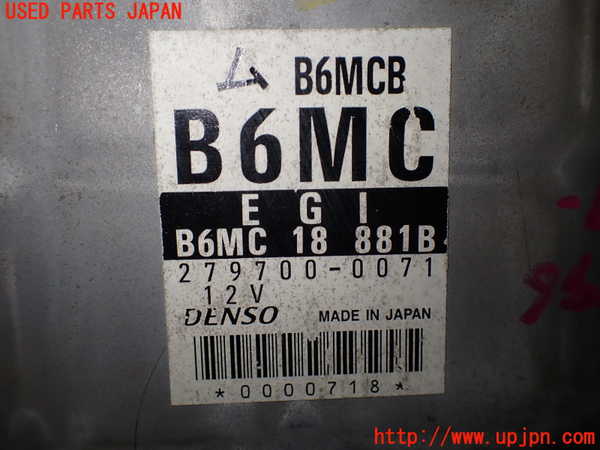 USED PARTS JAPAN
B6MCB
B6MC
EGI
B6MC 18 881B
279700-0071
12V
DENSO MADE IN JAPAN
*0000718*
http://www.upjpn.com